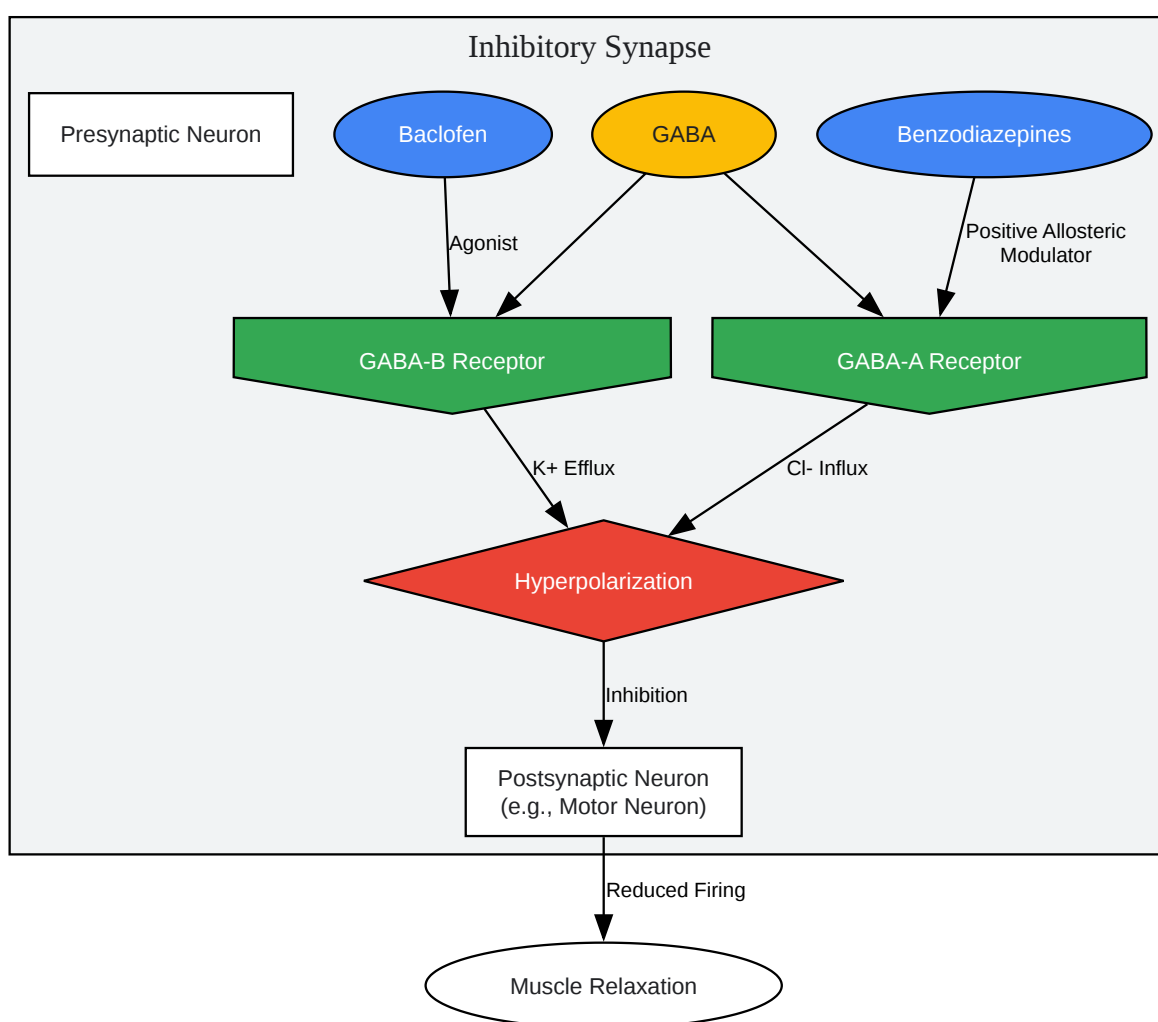 Inhibitory Synapse
Presynaptic Neuron
Baclofen
GABA
Benzodiazepines
Agonist
Positive Allosteric
Modulator
GABA-B Receptor
GABA-A Receptor
K+ Efflux
Cl- Influx
Hyperpolarization
Inhibition
Postsynaptic Neuron
(e.g., Motor Neuron)
Reduced Firing
Muscle Relaxation